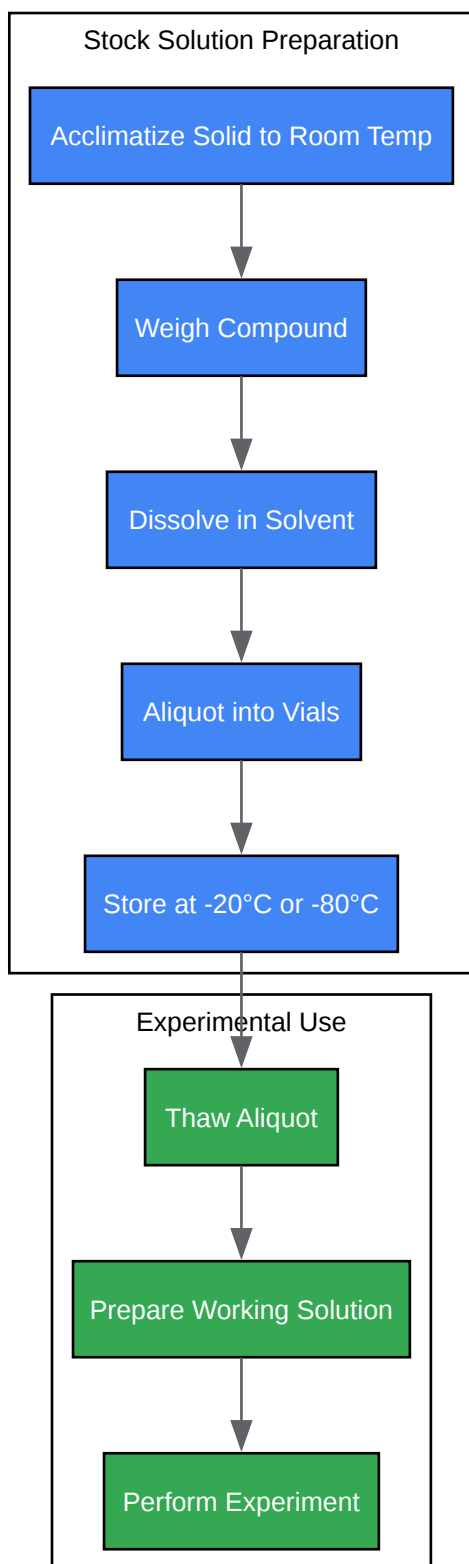 Stock Solution Preparation
Acclimatize Solid to Room Temp
Weigh Compound
Dissolve in Solvent
Aliquot into Vials
Store at -20°C or -80°C
Experimental Use
Thaw Aliquot
Prepare Working Solution
Perform Experiment